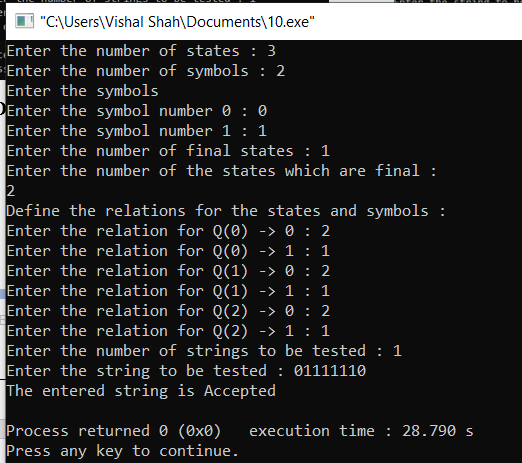 "C:\Users\Vishal Shah\Documents\10.exe"
Enter the number of states : 3
Enter the number of symbols : 2
Enter the symbols
Enter the symbol number 0 : 0
Enter the symbol number 1 : 1
Enter the number of final states : 1
Enter the number of the states which are final :
2
Define the relations for the states and symbols :
Enter the relation for Q(0) -> 0 : 2
Enter the relation for Q(0) -> 1 : 1
Enter the relation for Q(1) -> 0 : 2
Enter the relation for Q(1) -> 1 : 1
Enter the relation for Q(2) -> 0 : 2
Enter the relation for Q(2) -> 1 : 1
Enter the number of strings to be tested : 1
Enter the string to be tested : 01111110
The entered string is Accepted
Process returned 0 (0x0)   execution time : 28.790 s
Press any key to continue.